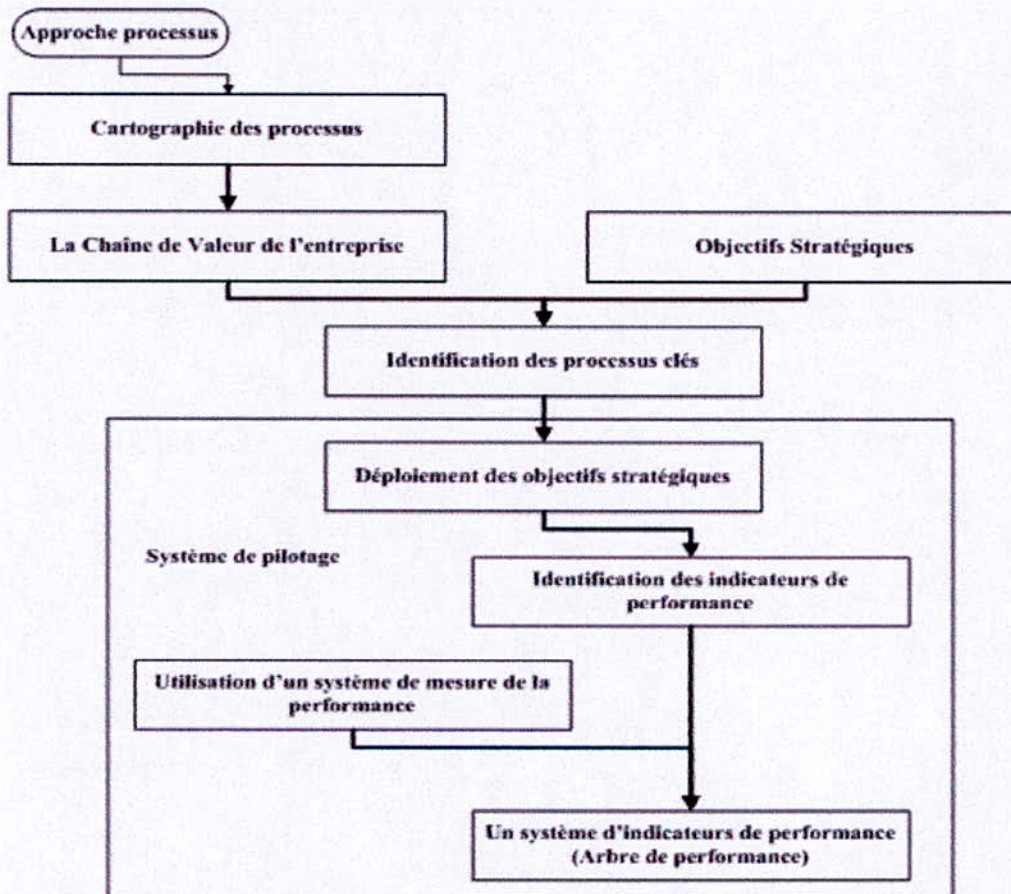 Approche processus
Cartographie des processus
La Chaîne de Valeur de l'entreprise
Objectifs Stratégiques
Identification des processus clés
Déploiement des objectifs stratégiques
Système de pilotage
Identification des indicateurs de
performance
Utilisation d'un système de mesure de la
performance
Un système d'indicateurs de performance
(Arbre de performance)